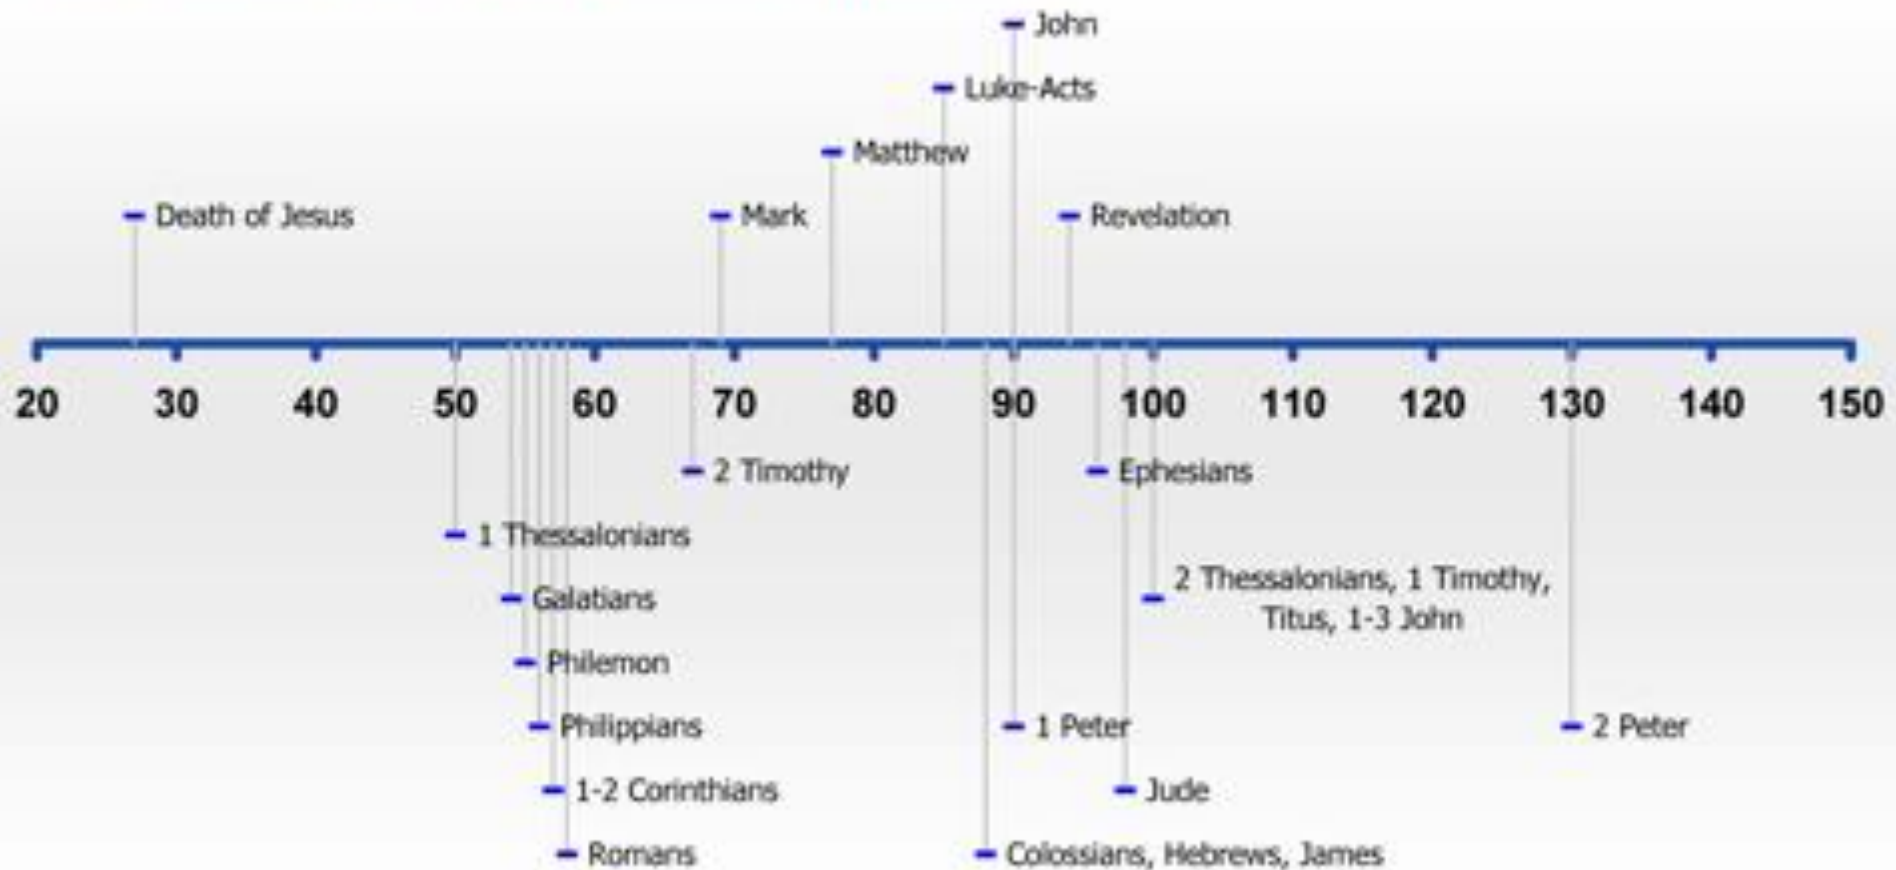 John
Luke-Acts
Matthew
Death of Jesus
Mark
Revelation
20 30 40 50 60 70 80 90 100 110 120 130 140 150
2 Timothy
Ephesians
1 Thessalonians
2 Thessalonians, 1 Timothy,
Titus, 1-3 John
Galatians
Philemon
Philippians
1 Peter
2 Peter
1-2 Corinthians
Jude
Romans
Colossians, Hebrews, James